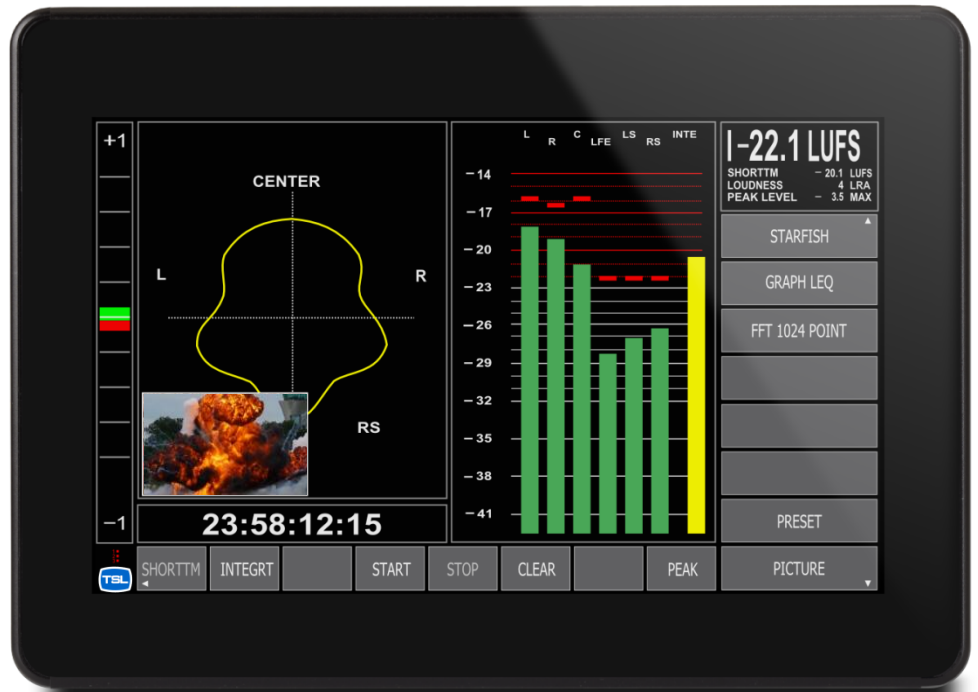 +1
−1
CENTER
L
R
RS
23:58:12:15
L R C LFE LS RS INTE
−14
−17
−20
−23
−26
−29
−32
−35
−38
−41
I −22.1 LUFS
SHORTTM − 20.1 LUFS
LOUDNESS 4 LRA
PEAK LEVEL − 3.5 MAX
STARFISH
GRAPH LEQ
FFT 1024 POINT
PRESET
PICTURE
TSL
SHORTTM
INTEGRT
START
STOP
CLEAR
PEAK